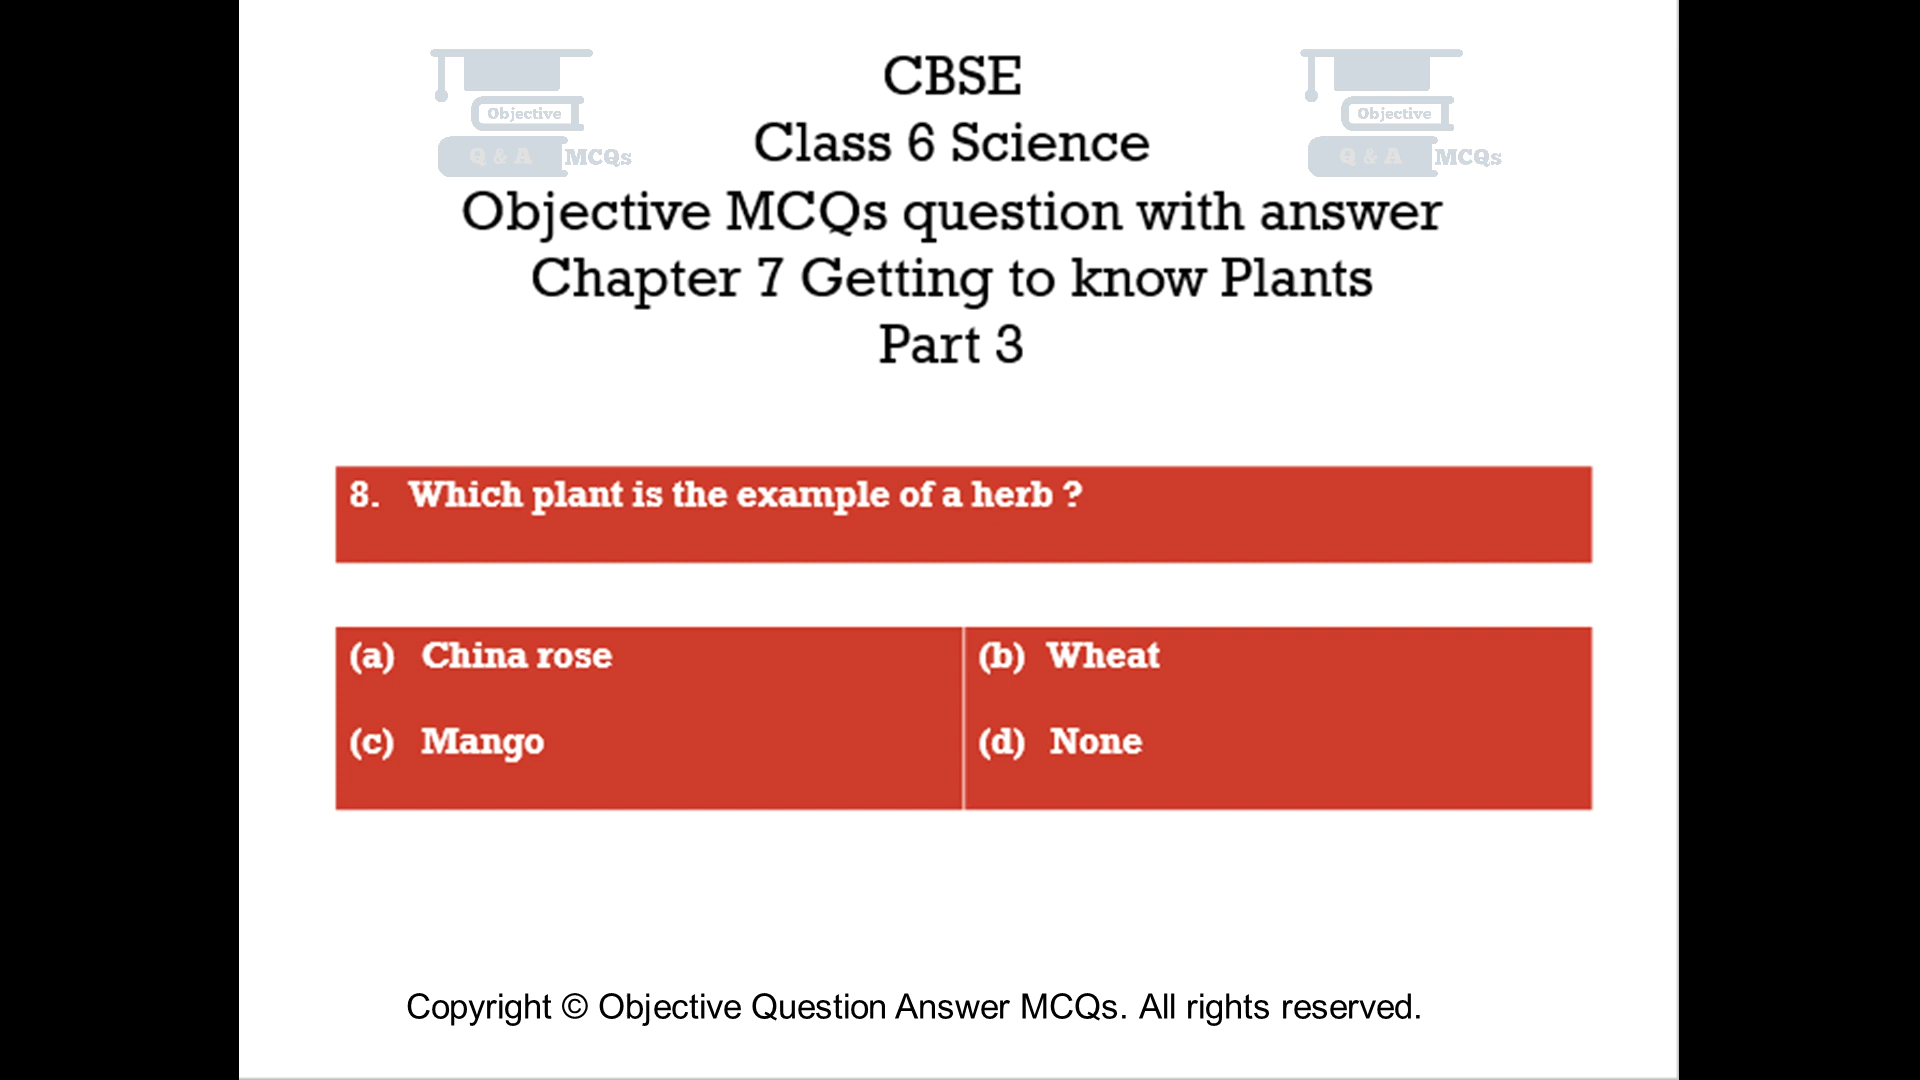 Objective
Q & A MCQs
Objective
Q & A MCQs
CBSE
Class 6 Science
Objective MCQs question with answer
Chapter 7 Getting to know Plants
Part 3
8. Which plant is the example of a herb ?
(a) China rose
(b) Wheat
(c) Mango
(d) None
Copyright © Objective Question Answer MCQs. All rights reserved.